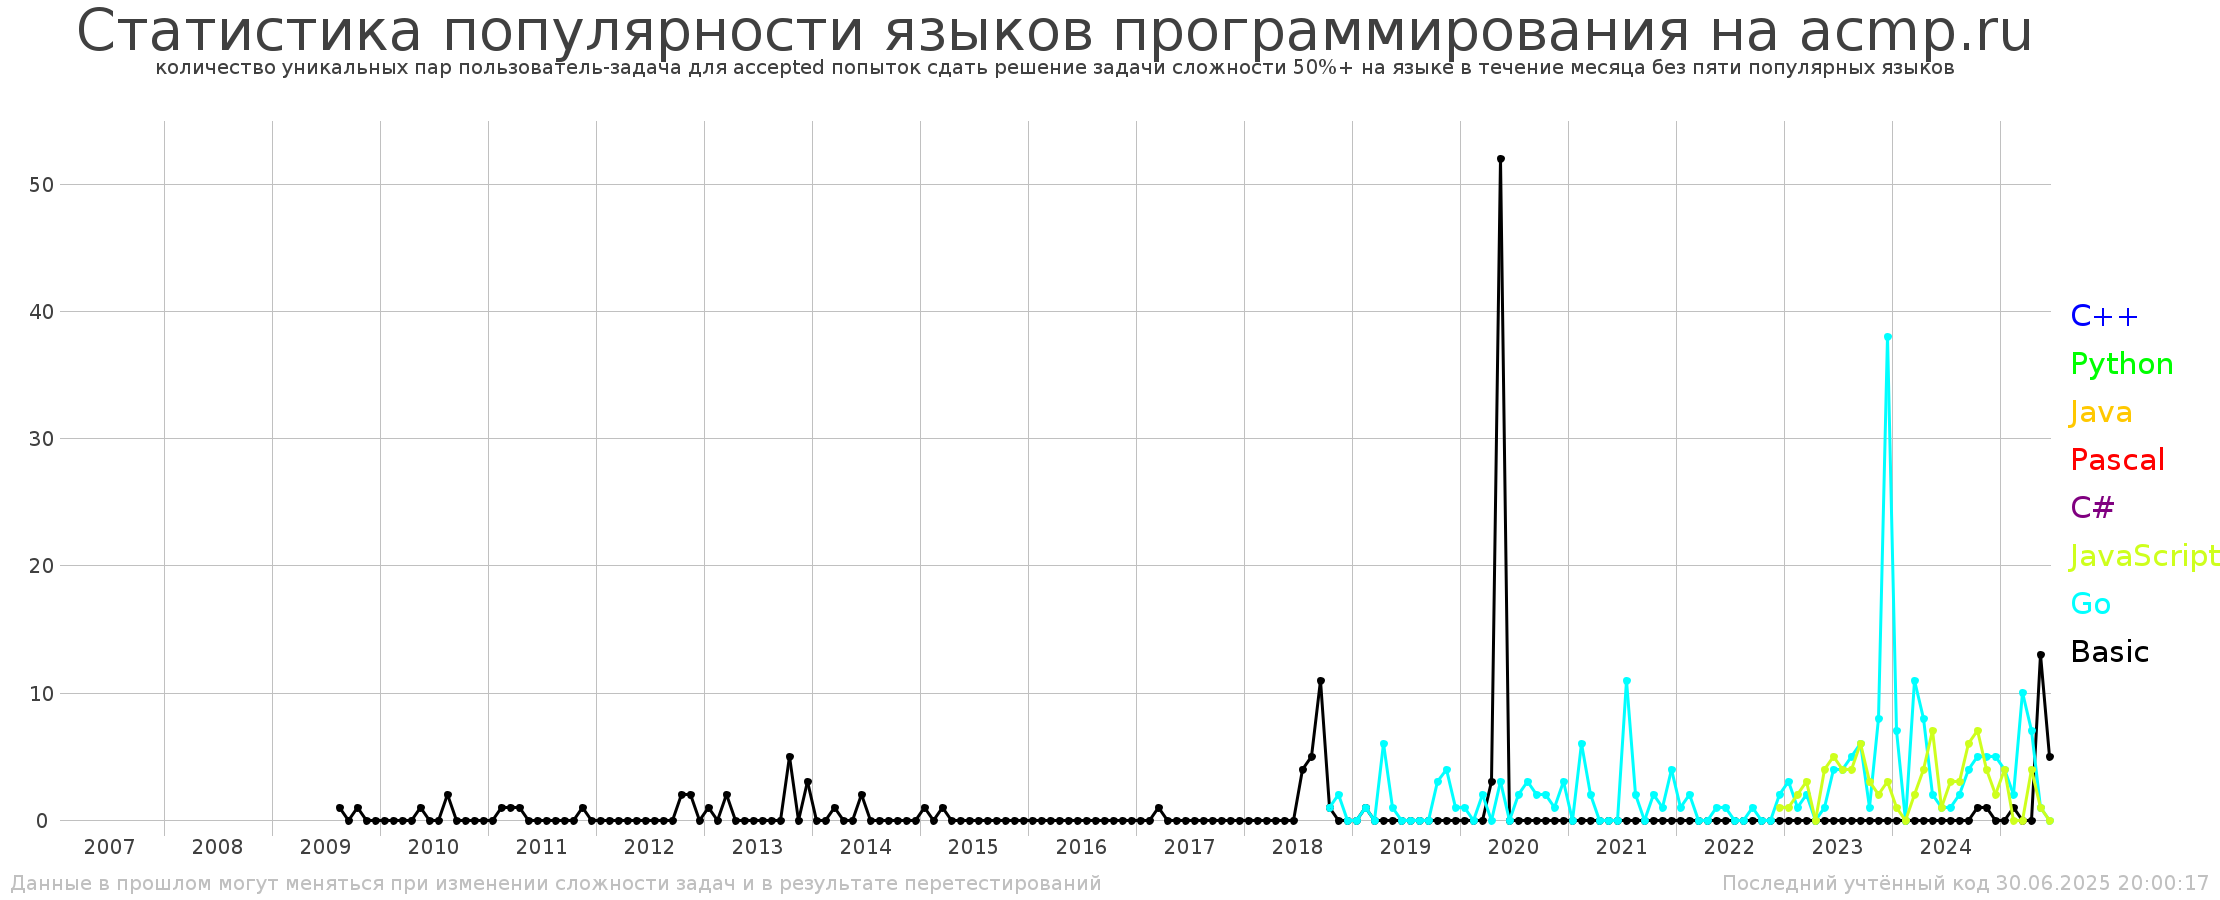 Статистика популярности языков программирования на acmp.ru
количество уникальных пар пользователь-задача для accepted попыток сдать решение задачи сложности 50%+ на языке в течение месяца без пяти популярных языков
50
40
30
20
10
0
C++
Python
Java
Pascal
C#
JavaScript
Go
Basic
2007 2008 2009 2010 2011 2012 2013 2014 2015 2016 2017 2018 2019 2020 2021 2022 2023 2024
Данные в прошлом могут меняться при изменении сложности задач и в результате перетестирований
Последний учтённый код 30.06.2025 20:00:17